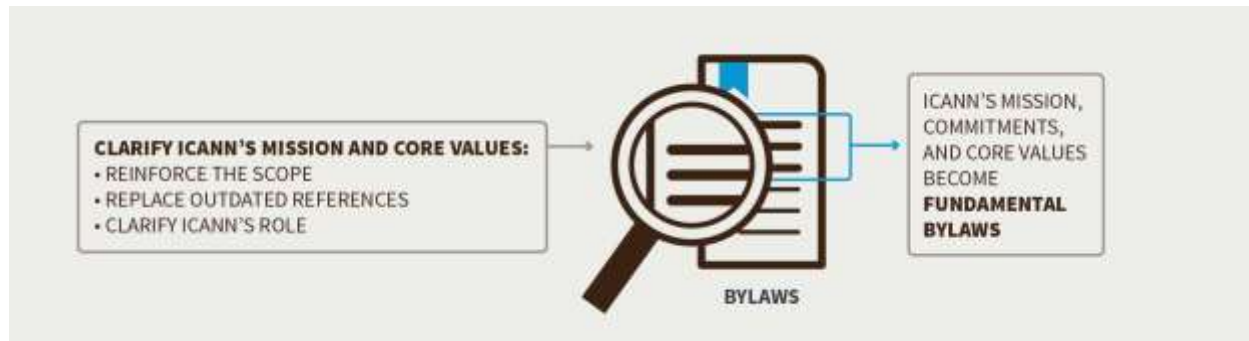 CLARIFY ICANN'S MISSION AND CORE VALUES:
• REINFORCE THE SCOPE
• REPLACE OUTDATED REFERENCES
• CLARIFY ICANN'S ROLE
BYLAWS
ICANN'S MISSION,
COMMITMENTS,
AND CORE VALUES
BECOME
FUNDAMENTAL
BYLAWS